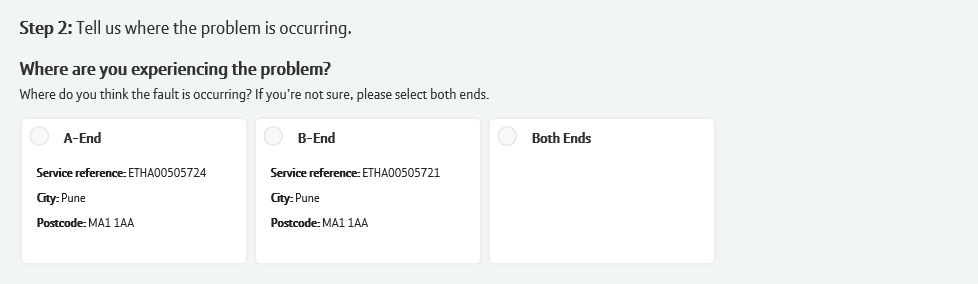 Step 2: Tell us where the problem is occurring.
Where are you experiencing the problem?
Where do you think the fault is occurring? If you're not sure, please select both ends.
A-End
Service reference: ETHA00505724
City: Pune
Postcode: MA1 1AA
B-End
Service reference: ETHA00505721
City: Pune
Postcode: MA1 1AA
Both Ends